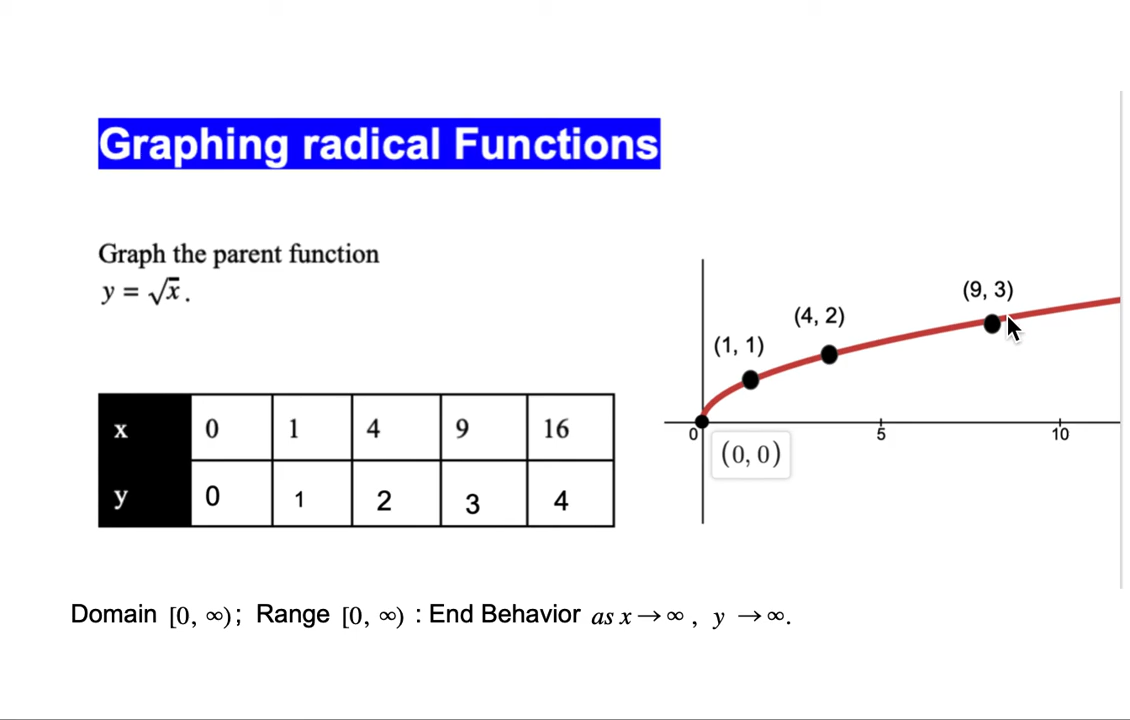 Graphing radical Functions
Graph the parent function
y = √x.
x 0 1 4 9 16
y 0 1 2 3 4
(9, 3)
(4, 2)
(1, 1)
0 5 10
(0, 0)
Domain [0, ∞); Range [0, ∞) : End Behavior as x → ∞ , y → ∞.